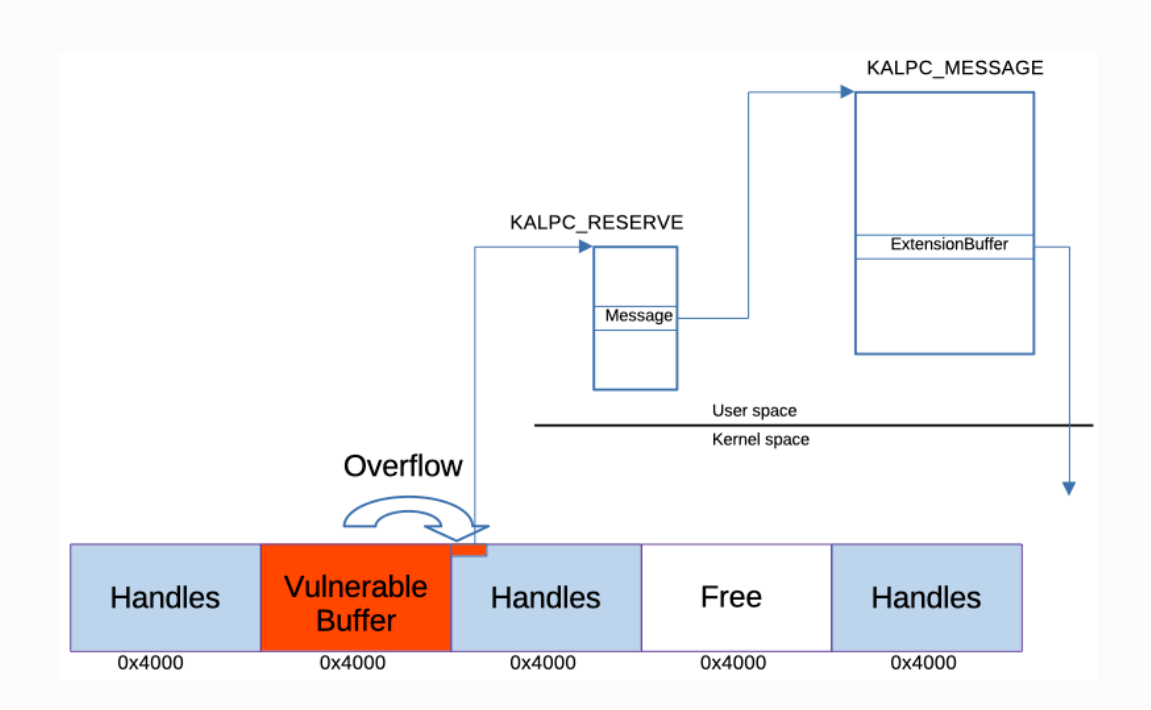 KALPC_MESSAGE
KALPC_RESERVE
ExtensionBuffer
Message
User space
Kernel space
Overflow
Handles
Vulnerable
Buffer
Handles
Free
Handles
0x4000
0x4000
0x4000
0x4000
0x4000